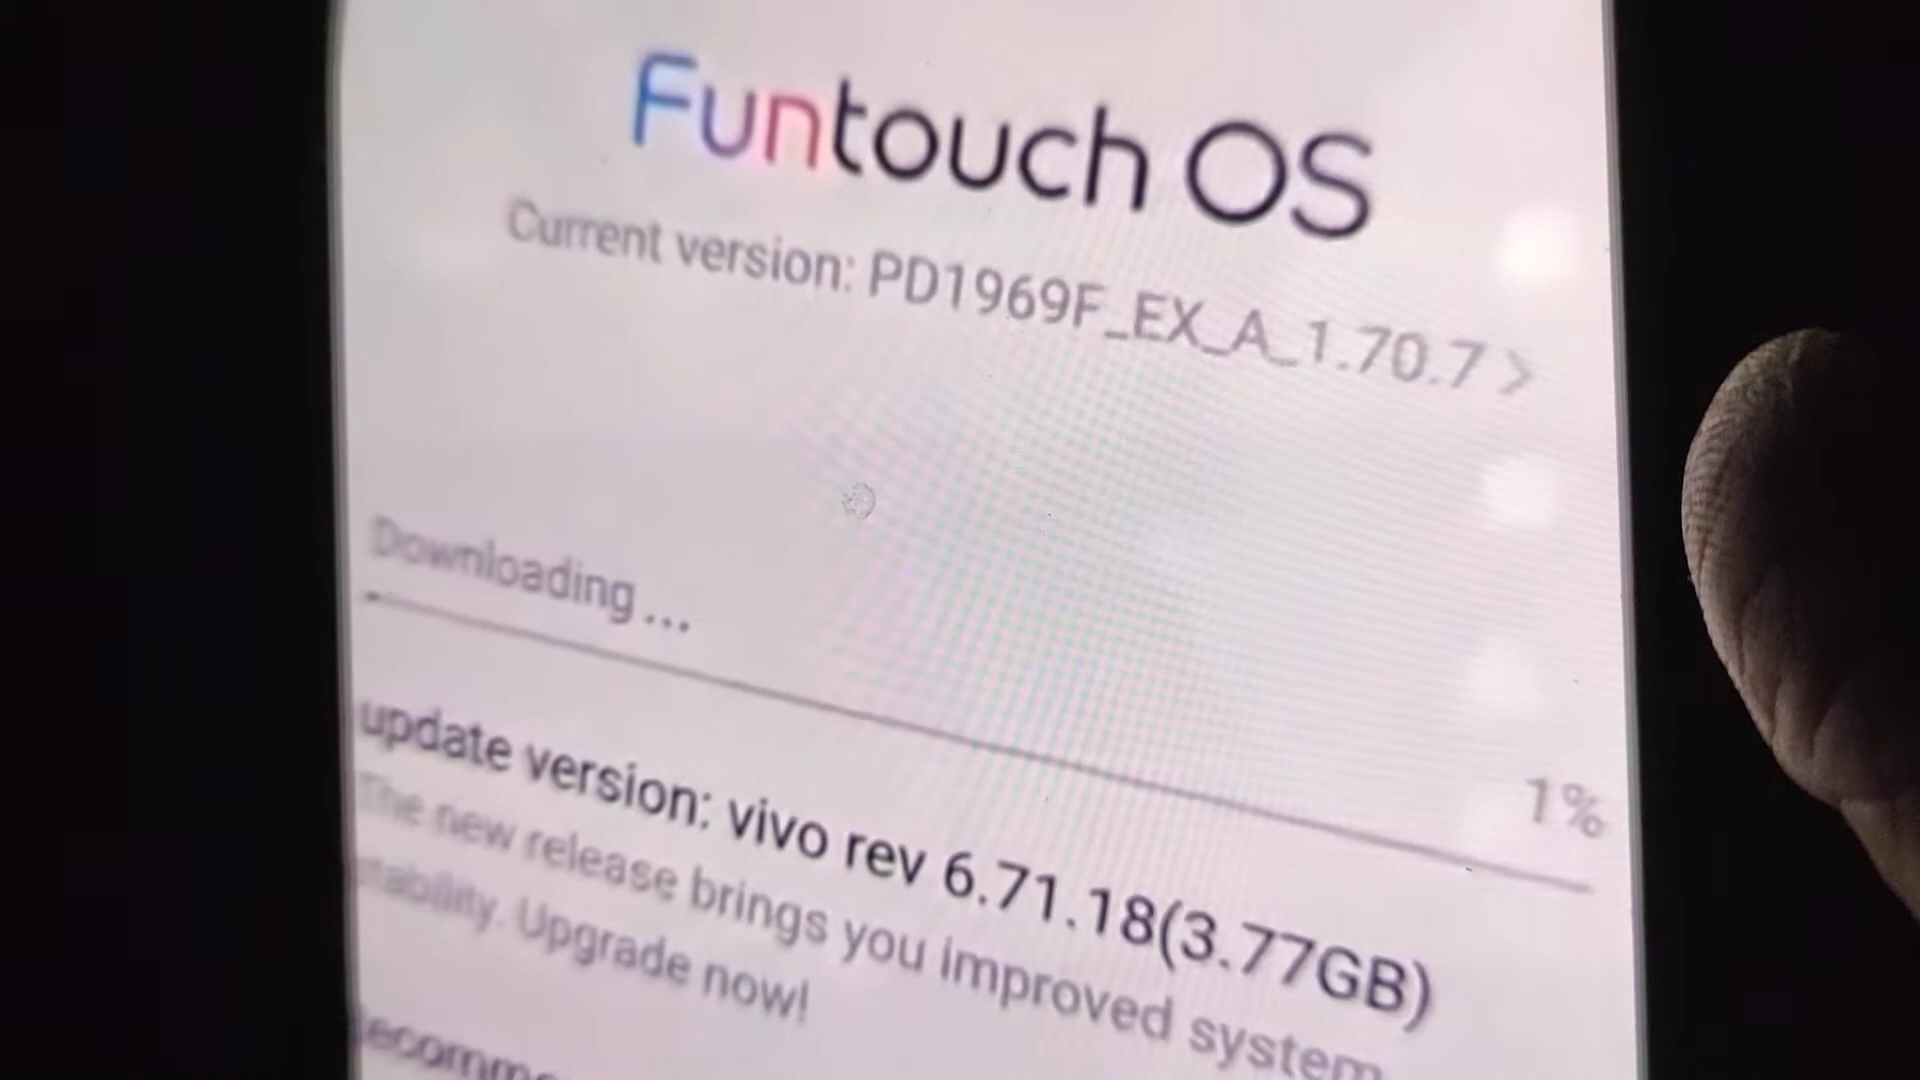 Funtouch OS
Current version: PD1969F_EX_A_1.70.7 >
Downloading ...
1%
update version: vivo rev 6.71.18(3.77GB)
The new release brings you improved system
stability. Upgrade now!